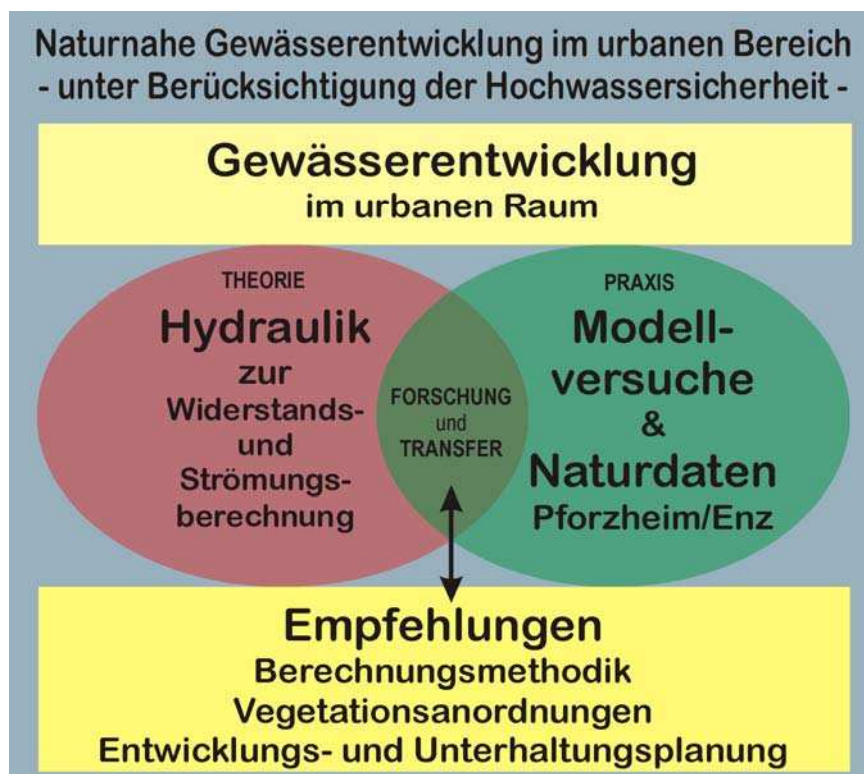 Naturnahe Gewässerentwicklung im urbanen Bereich
- unter Berücksichtigung der Hochwassersicherheit -
Gewässerentwicklung
im urbanen Raum
THEORIE
Hydraulik
zur
Widerstands-
und
Strömungs-
berechnung
FORSCHUNG
und
TRANSFER
PRAXIS
Modell-
versuche
&
Naturdaten
Pforzheim/Enz
Empfehlungen
Berechnungsmethodik
Vegetationsanordnungen
Entwicklungs- und Unterhaltungsplanung